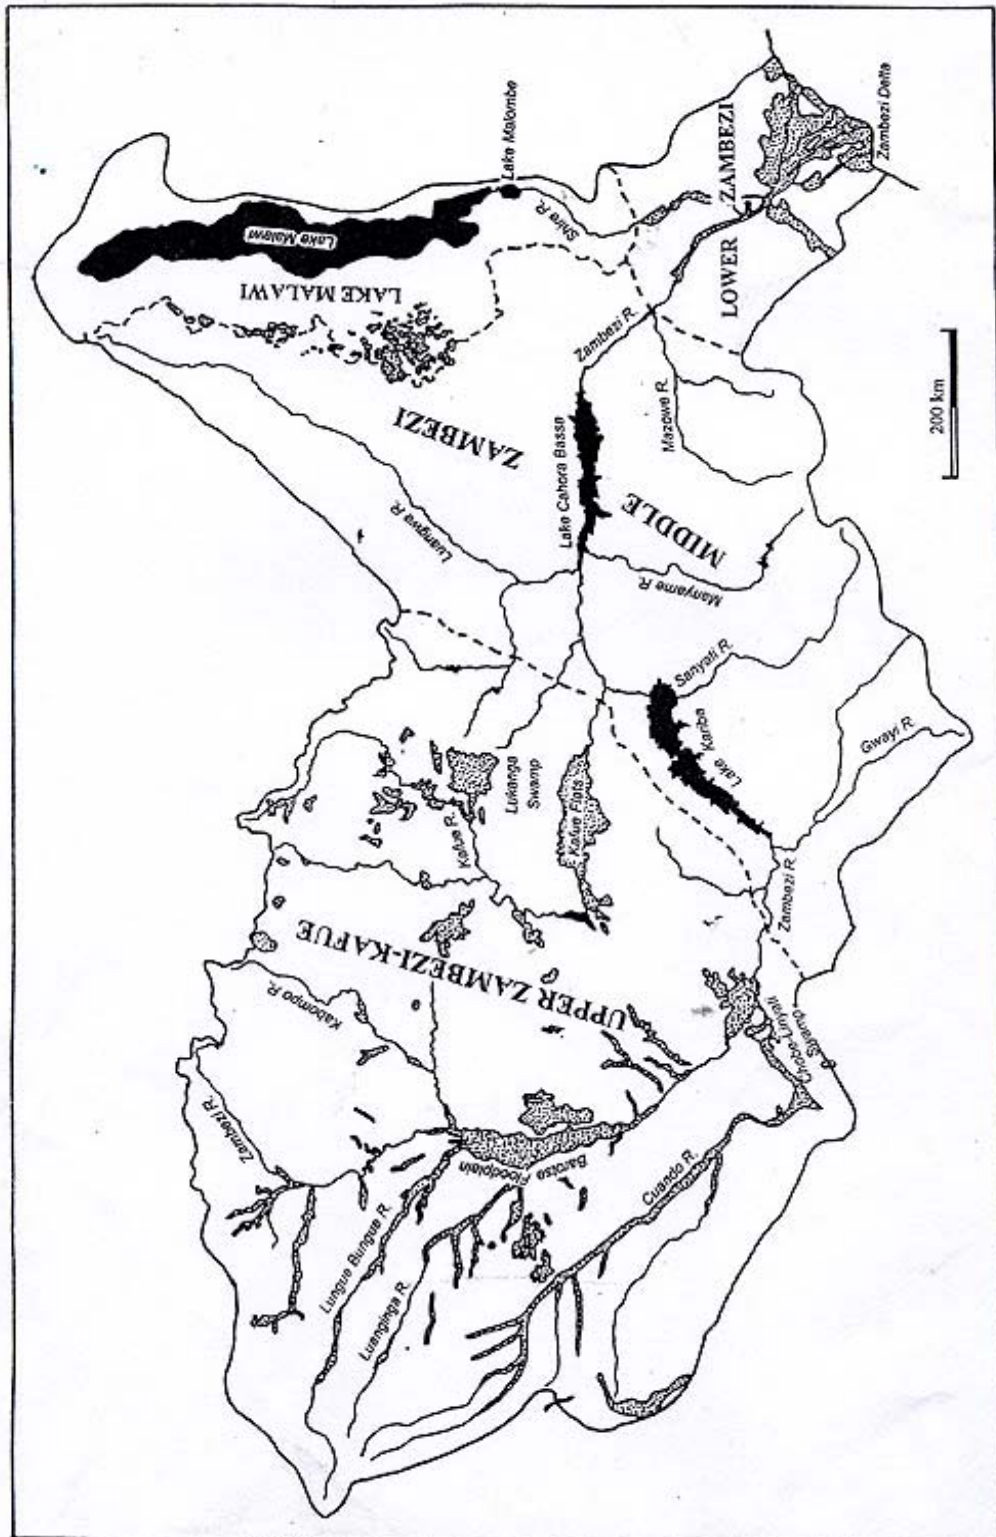 Zambezi R.
Kabompo R.
Lungue Bungue R.
Luanginga R.
Barotse
Floodplain
Cuando R.
Chobe-Linyati
Swamp
UPPER ZAMBEZI-KAFUE
Kafue R.
Lukanga
Swamp
Kafue Flats
Zambezi R.
Gwayi R.
Lake
Kariba
Sanyati R.
Luangwa R.
MIDDLE
ZAMBEZI
Manyame R.
Lake Cahora Bassa
Mazowe R.
Zambezi R.
LAKE MALAWI
Lake Malawi
Lake Malombe
Shire R.
LOWER
ZAMBEZI
Zambezi Delta
200 km